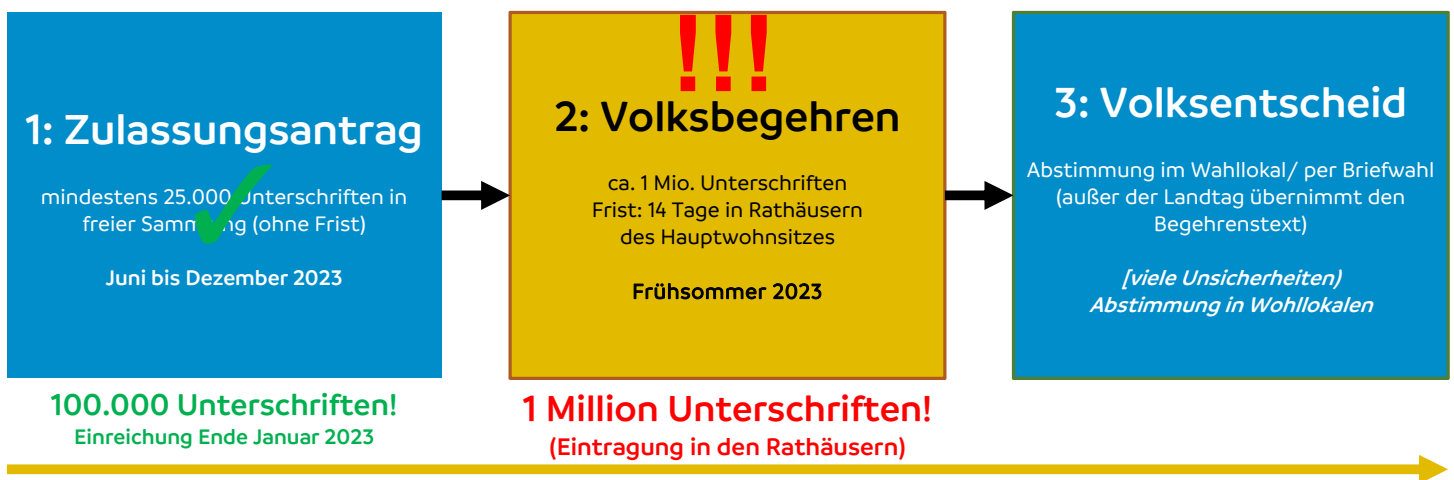 1: Zulassungsantrag
mindestens 25.000 Unterschriften in
freier Sammlung (ohne Frist)
Juni bis Dezember 2023
100.000 Unterschriften!
Einreichung Ende Januar 2023
!!!
2: Volksbegehren
ca. 1 Mio. Unterschriften
Frist: 14 Tage in Rathäusern
des Hauptwohnsitzes
Frühsommer 2023
1 Million Unterschriften!
(Eintragung in den Rathäusern)
3: Volksentscheid
Abstimmung im Wahllokal/ per Briefwahl
(außer der Landtag übernimmt den
Begehrenstext)
[viele Unsicherheiten)
Abstimmung in Wohllokalen